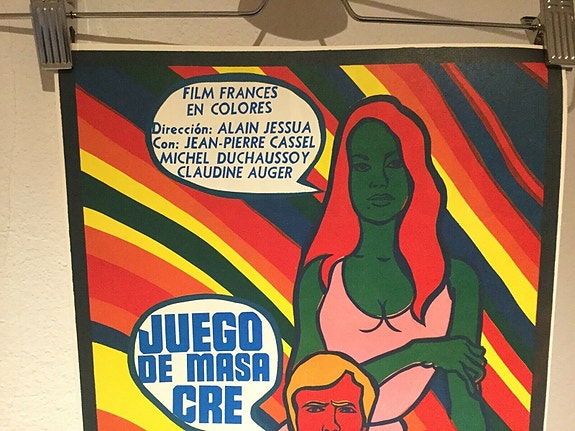 FILM FRANCES
EN COLORES
Dirección: ALAIN JESSUA
Con: JEAN-PIERRE CASSEL
MICHEL DUCHAUSSOY
CLAUDINE AUGER
JUEGO
DE MASA
CRE